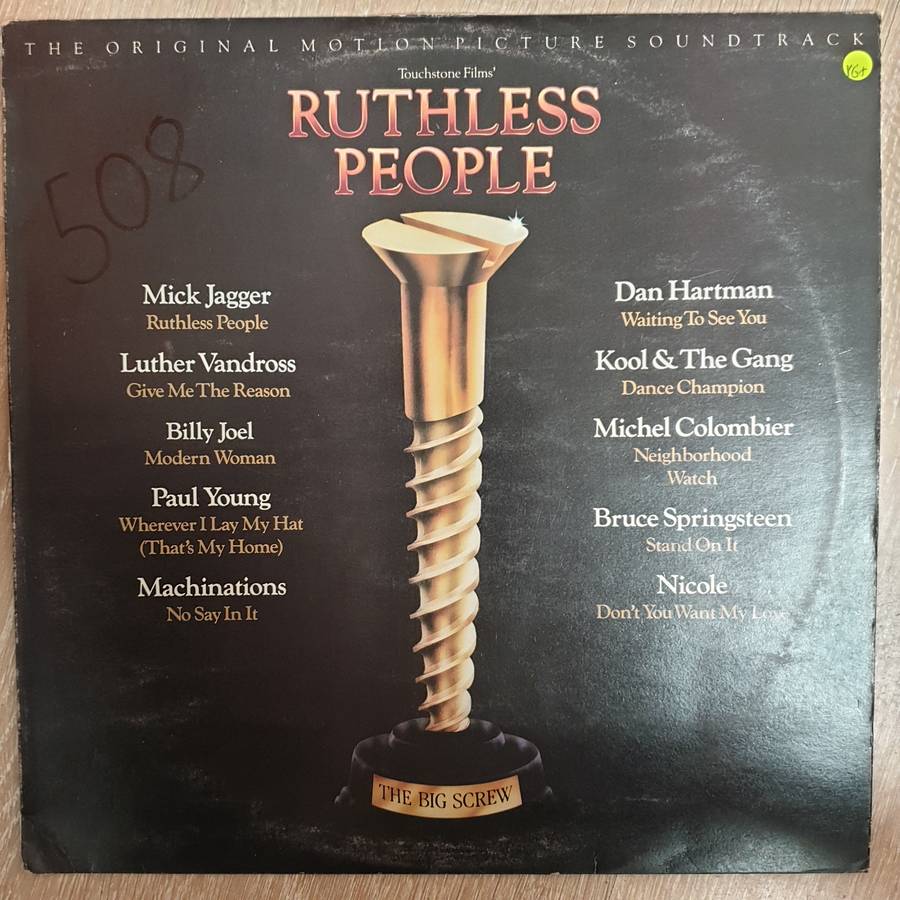 THE ORIGINAL MOTION PICTURE SOUNDTRACK
VG+
Touchstone Films'
RUTHLESS
PEOPLE
508
Mick Jagger
Ruthless People
Luther Vandross
Give Me The Reason
Billy Joel
Modern Woman
Paul Young
Wherever I Lay My Hat
(That's My Home)
Machinations
No Say In It
Dan Hartman
Waiting To See You
Kool & The Gang
Dance Champion
Michel Colombier
Neighborhood
Watch
Bruce Springsteen
Stand On It
Nicole
Don't You Want My Love
THE BIG SCREW